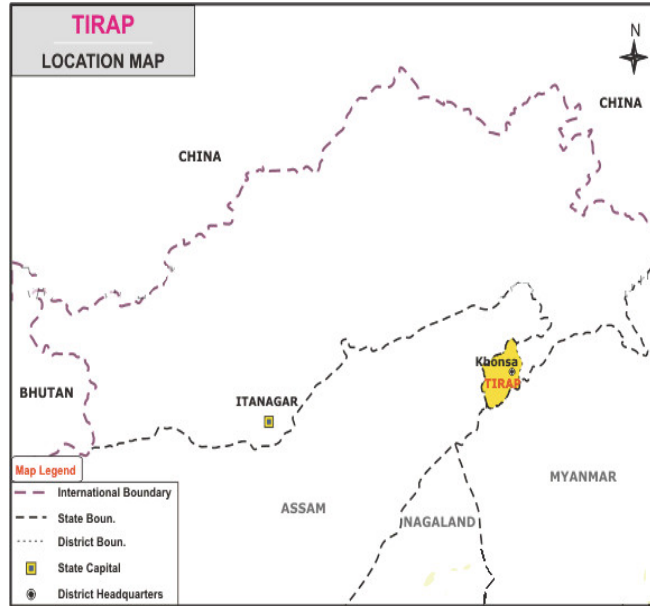 TIRAP
LOCATION MAP
N
CHINA
CHINA
Khonsa
TIRAP
BHUTAN
ITANAGAR
MYANMAR
ASSAM
NAGALAND
Map Legend
International Boundary
State Boun.
District Boun.
State Capital
District Headquarters